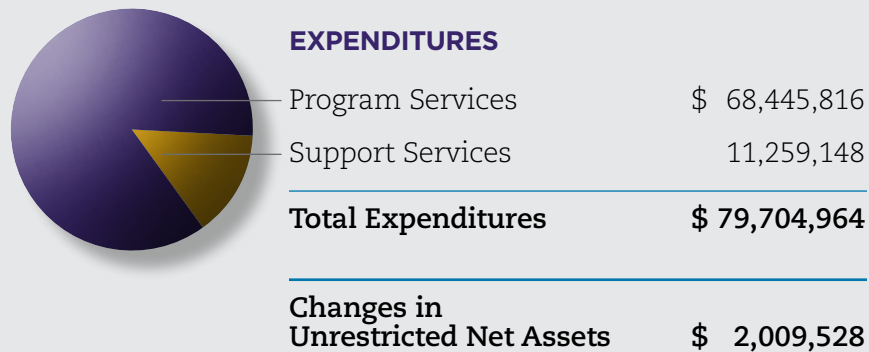 EXPENDITURES
Program Services $ 68,445,816
Support Services 11,259,148
Total Expenditures $ 79,704,964
Changes in
Unrestricted Net Assets $ 2,009,528